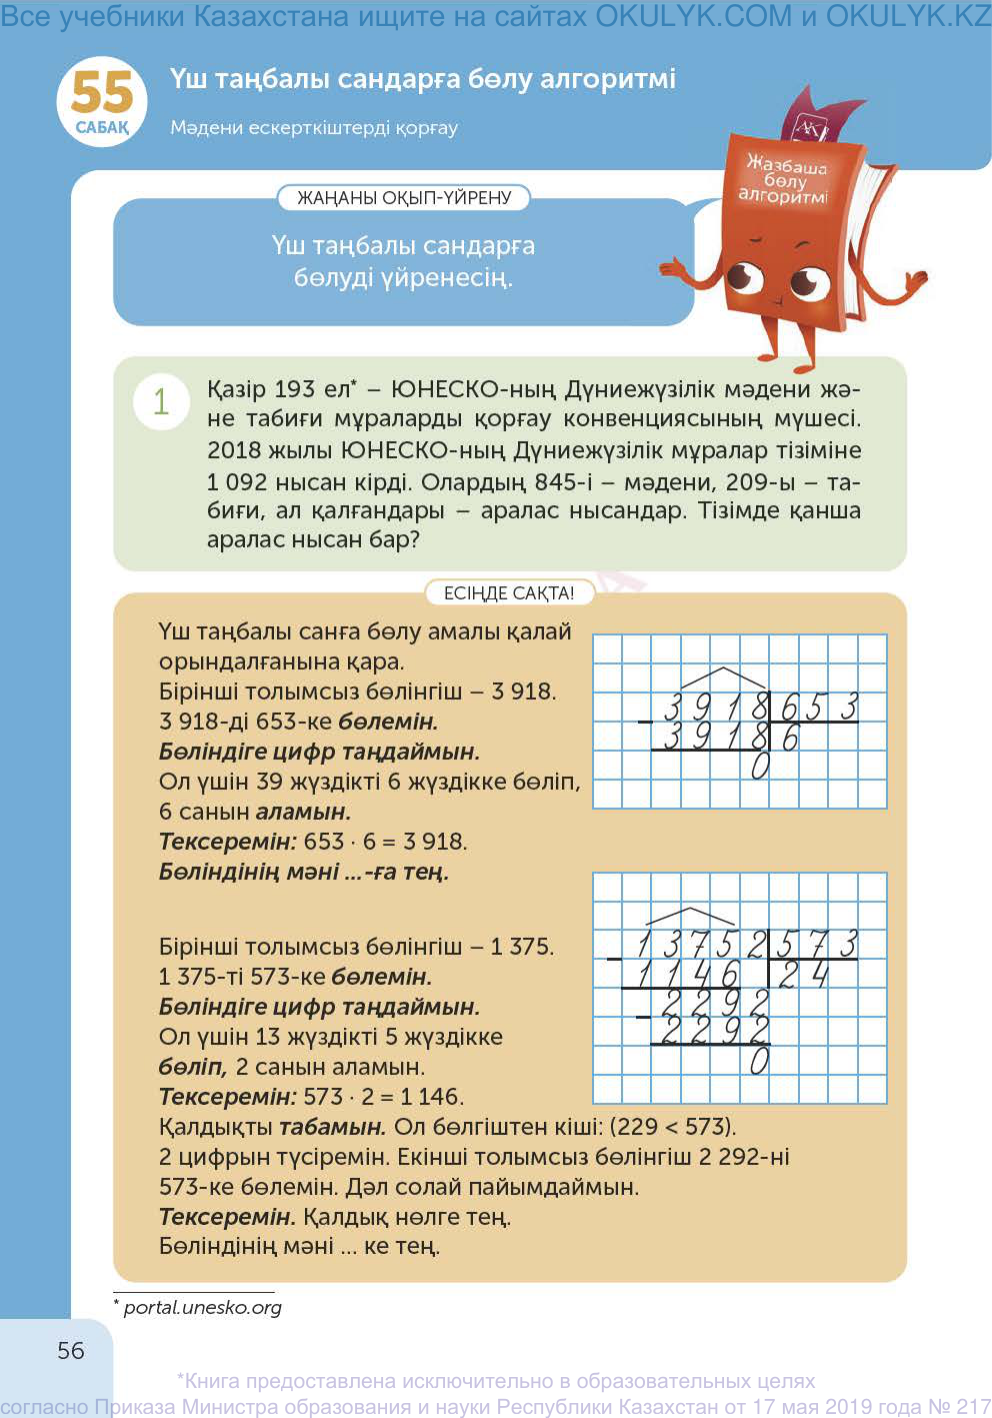 Все учебники Казахстана ищите на сайтах OKULYK.COM и OKULYK.KZ
55
САБАҚ
Үш таңбалы сандарға бөлу алгоритмі
Мәдени ескерткіштерді қорғау
АК
Жазбаша
бөлу
алгоритмі
ЖАҢАНЫ ОҚЫП-ҮЙРЕНУ
Үш таңбалы сандарға
бөлуді үйренесің.
1
Қазір 193 ел* – ЮНЕСКО-ның Дүниежүзілік мәдени жә-
не табиғи мұраларды қорғау конвенциясының мүшесі.
2018 жылы ЮНЕСКО-ның Дүниежүзілік мұралар тізіміне
1 092 нысан кірді. Олардың 845-і – мәдени, 209-ы – та-
биғи, ал қалғандары – аралас нысандар. Тізімде қанша
аралас нысан бар?
ЕСІҢДЕ САҚТА!
Үш таңбалы санға бөлу амалы қалай
орындалғанына қара.
Бірінші толымсыз бөлінгіш – 3 918.
3 918-ді 653-ке бөлемін.
Бөліндіге цифр таңдаймын.
Ол үшін 39 жүздікті 6 жүздікке бөліп,
6 санын аламын.
Тексеремін: 653 · 6 = 3 918.
Бөліндінің мәні ...-ға тең.
3918 653
– 3918 6
0
Бірінші толымсыз бөлінгіш – 1 375.
1 375-ті 573-ке бөлемін.
Бөліндіге цифр таңдаймын.
Ол үшін 13 жүздікті 5 жүздікке
бөліп, 2 санын аламын.
Тексеремін: 573 · 2 = 1 146.
Қалдықты табамын. Ол бөлгіштен кіші: (229 < 573).
2 цифрын түсіремін. Екінші толымсыз бөлінгіш 2 292-ні
573-ке бөлемін. Дәл солай пайымдаймын.
Тексеремін. Қалдық нөлге тең.
Бөліндінің мәні ... ке тең.
13752 573
– 1146 24
2292
– 2292
0
* portal.unesko.org
56
*Книга предоставлена исключительно в образовательных целях
согласно Приказа Министра образования и науки Республики Казахстан от 17 мая 2019 года № 217